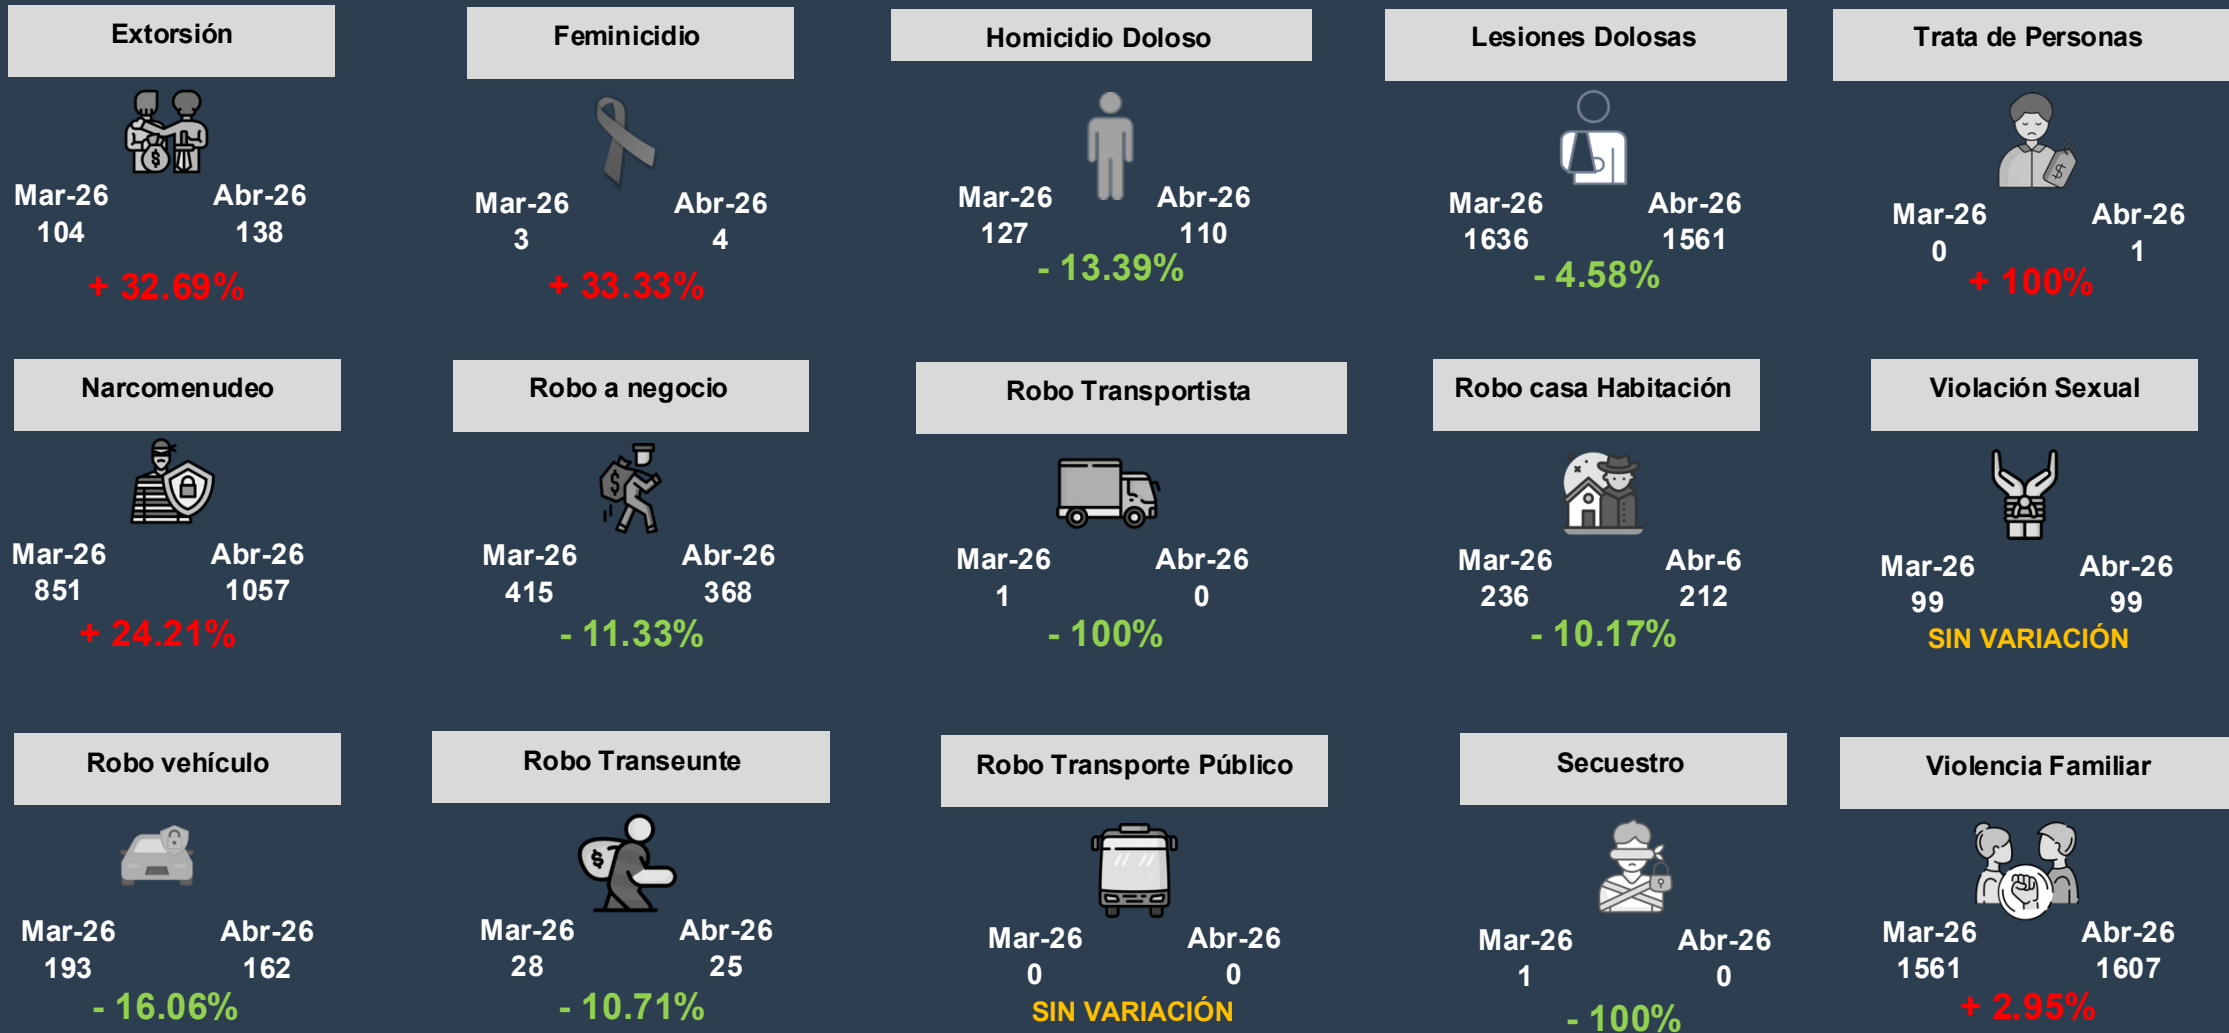 Extorsión
Mar-26 Abr-26
104 138
+ 32.69%
Feminicidio
Mar-26 Abr-26
3 4
+ 33.33%
Homicidio Doloso
Mar-26 Abr-26
127 110
- 13.39%
Lesiones Dolosas
Mar-26 Abr-26
1636 1561
- 4.58%
Trata de Personas
$
Mar-26 Abr-26
0 1
+ 100%
Narcomenudeo
Mar-26 Abr-26
851 1057
+ 24.21%
Robo a negocio
$
Mar-26 Abr-26
415 368
- 11.33%
Robo Transportista
Mar-26 Abr-26
1 0
- 100%
Robo casa Habitación
Mar-26 Abr-6
236 212
- 10.17%
Violación Sexual
Mar-26 Abr-26
99 99
SIN VARIACIÓN
Robo vehículo
Mar-26 Abr-26
193 162
- 16.06%
Robo Transeunte
$
Mar-26 Abr-26
28 25
- 10.71%
Robo Transporte Público
Mar-26 Abr-26
0 0
SIN VARIACIÓN
Secuestro
Mar-26 Abr-26
1 0
- 100%
Violencia Familiar
Mar-26 Abr-26
1561 1607
+ 2.95%